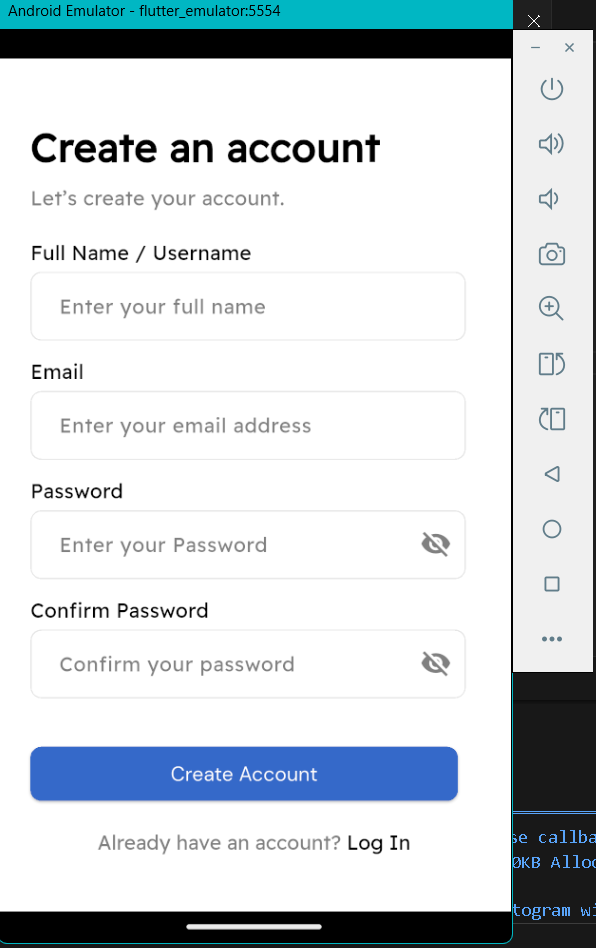 Android Emulator - flutter_emulator:5554
Create an account
Let’s create your account.
Full Name / Username
Enter your full name
Email
Enter your email address
Password
Enter your Password
Confirm Password
Confirm your password
Create Account
Already have an account? Log In
0KB